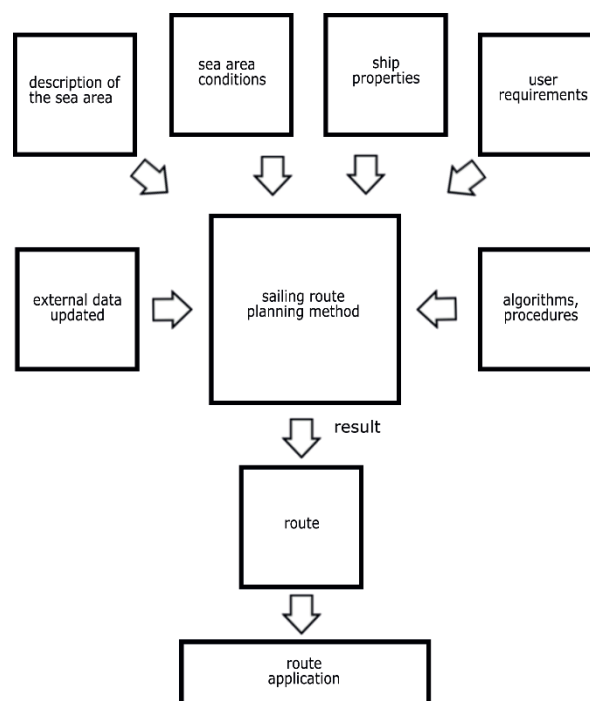 description of
the sea area
sea area
conditions
ship
properties
user
requirements
external data
updated
sailing route
planning method
algorithms,
procedures
result
route
route
application